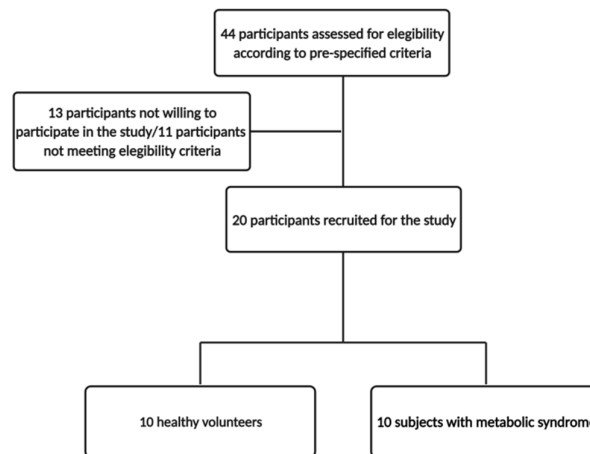 44 participants assessed for elegibility
according to pre-specified criteria
13 participants not willing to
participate in the study/11 participants
not meeting elegibility criteria
20 participants recruited for the study
10 healthy volunteers
10 subjects with metabolic syndrome